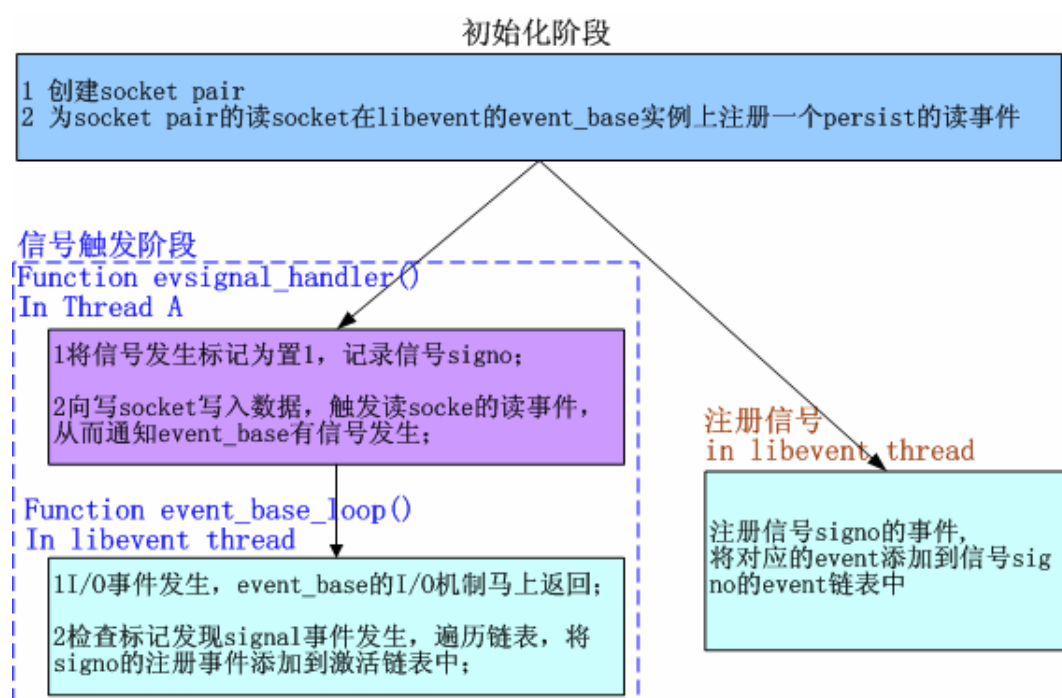 初始化阶段
1 创建socket pair
2 为socket pair的读socket在libevent的event_base实例上注册一个persist的读事件
信号触发阶段
Function evsignal_handler()
In Thread A
1将信号发生标记为置1，记录信号signo；
2向写socket写入数据，触发读socke的读事件，
从而通知event_base有信号发生；
Function event_base_loop()
In libevent thread
1I/O事件发生，event_base的I/O机制马上返回；
2检查标记发现signal事件发生，遍历链表，将
signo的注册事件添加到激活链表中；
注册信号
in libevent thread
注册信号signo的事件,
将对应的event添加到信号sig
no的event链表中